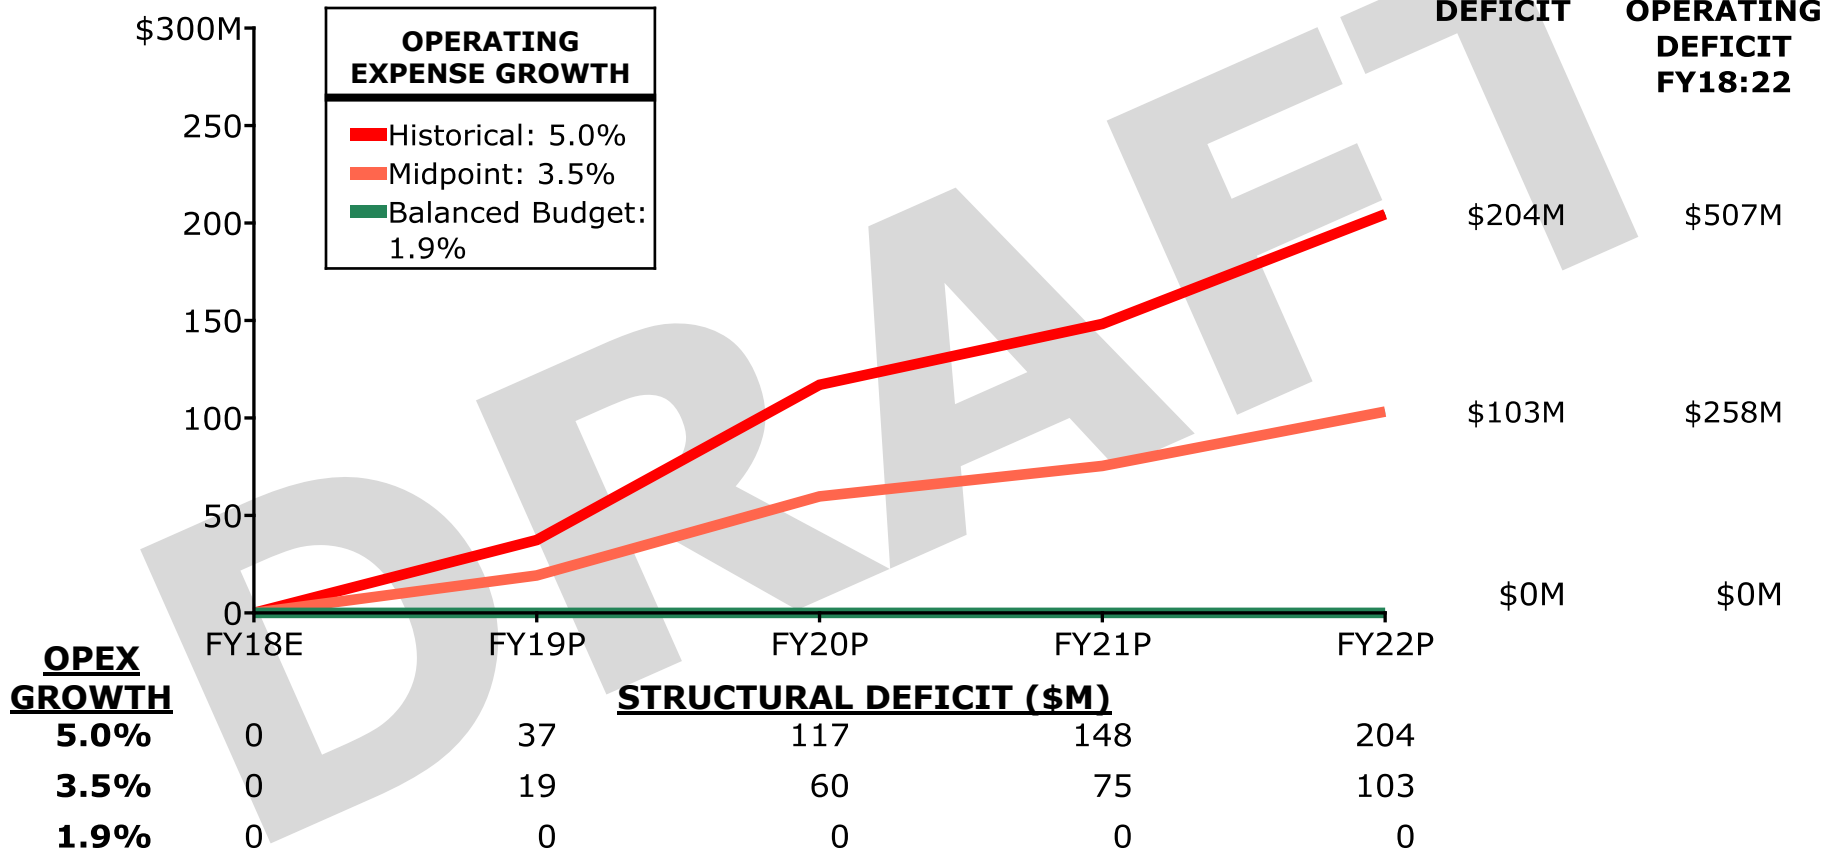 DEFICIT
OPERATING
DEFICIT
FY18:22
$300M
250
200
150
100
50
0
OPERATING
EXPENSE GROWTH
Historical: 5.0%
Midpoint: 3.5%
Balanced Budget:
1.9%
$204M $507M
$103M $258M
$0M $0M
DRAFT
FY18E FY19P FY20P FY21P FY22P
OPEX
GROWTH
STRUCTURAL DEFICIT ($M)
5.0% 0 37 117 148 204
3.5% 0 19 60 75 103
1.9% 0 0 0 0 0